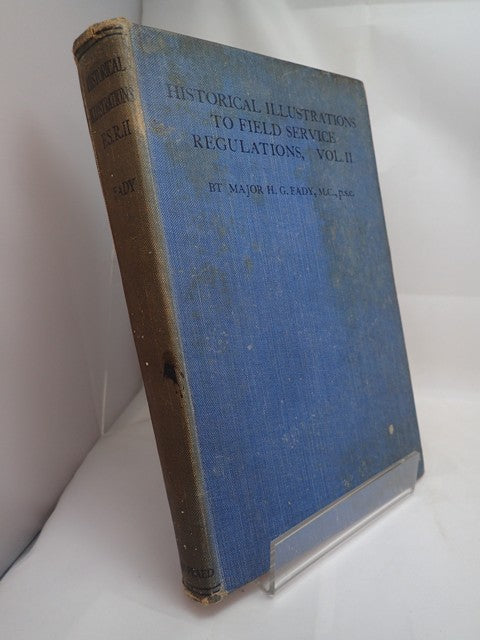 HISTORICAL ILLUSTRATIONS
TO FIELD SERVICE
REGULATIONS, VOL. II
BY MAJOR H. G. EADY, M.C., p.s.c.
HISTORICAL
ILLUSTRATIONS
F.S.R. II
EADY